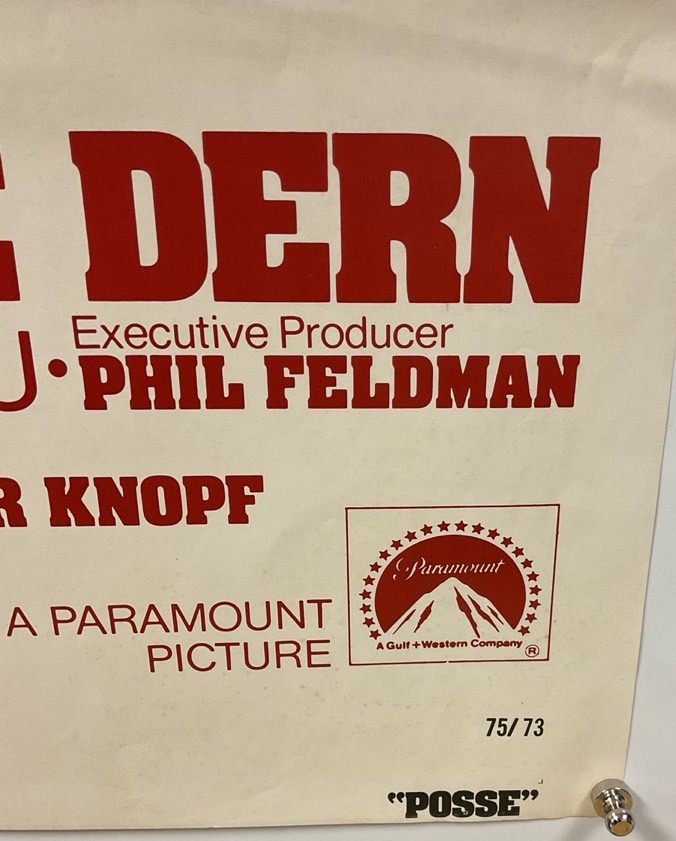 DERN
Executive Producer
• PHIL FELDMAN
R KNOPF
Paramount
A Gulf + Western Company ®
A PARAMOUNT
PICTURE
75/73
“POSSE”